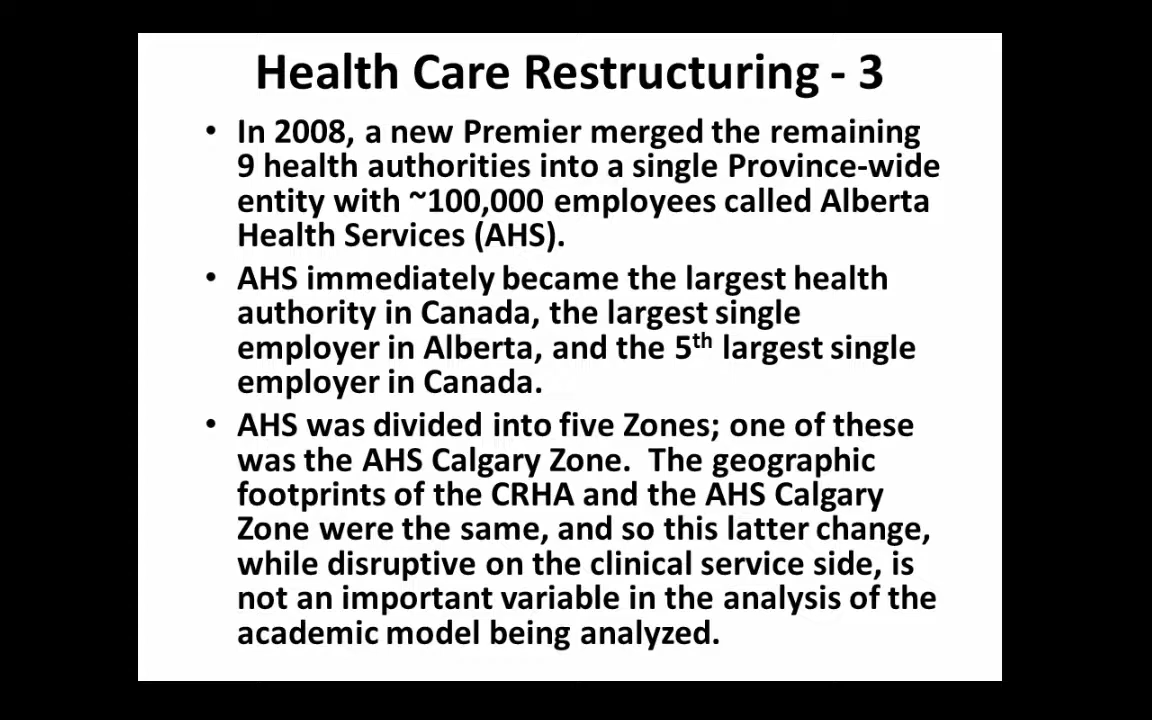 Health Care Restructuring - 3
• In 2008, a new Premier merged the remaining
9 health authorities into a single Province-wide
entity with ~100,000 employees called Alberta
Health Services (AHS).
• AHS immediately became the largest health
authority in Canada, the largest single
employer in Alberta, and the 5th largest single
employer in Canada.
• AHS was divided into five Zones; one of these
was the AHS Calgary Zone.  The geographic
footprints of the CRHA and the AHS Calgary
Zone were the same, and so this latter change,
while disruptive on the clinical service side, is
not an important variable in the analysis of the
academic model being analyzed.